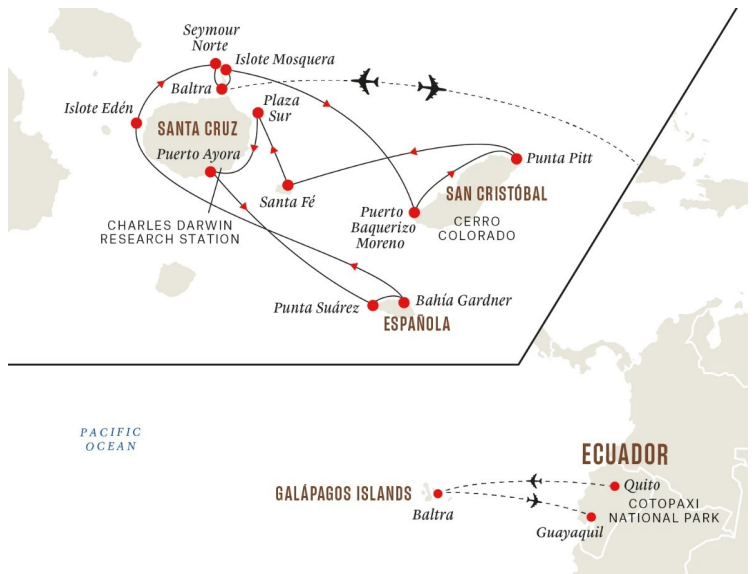 Seymour
Norte
Islote Mosquera
Baltra
Plaza
Sur
Islote Edén
SANTA CRUZ
Puerto Ayora
Punta Pitt
Santa Fé
SAN CRISTÓBAL
Puerto
Baquerizo
Moreno
CERRO
COLORADO
CHARLES DARWIN
RESEARCH STATION
Punta Suárez
Bahía Gardner
ESPAÑOLA
PACIFIC
OCEAN
ECUADOR
GALÁPAGOS ISLANDS
Baltra
Quito
COTOPAXI
NATIONAL PARK
Guayaquil